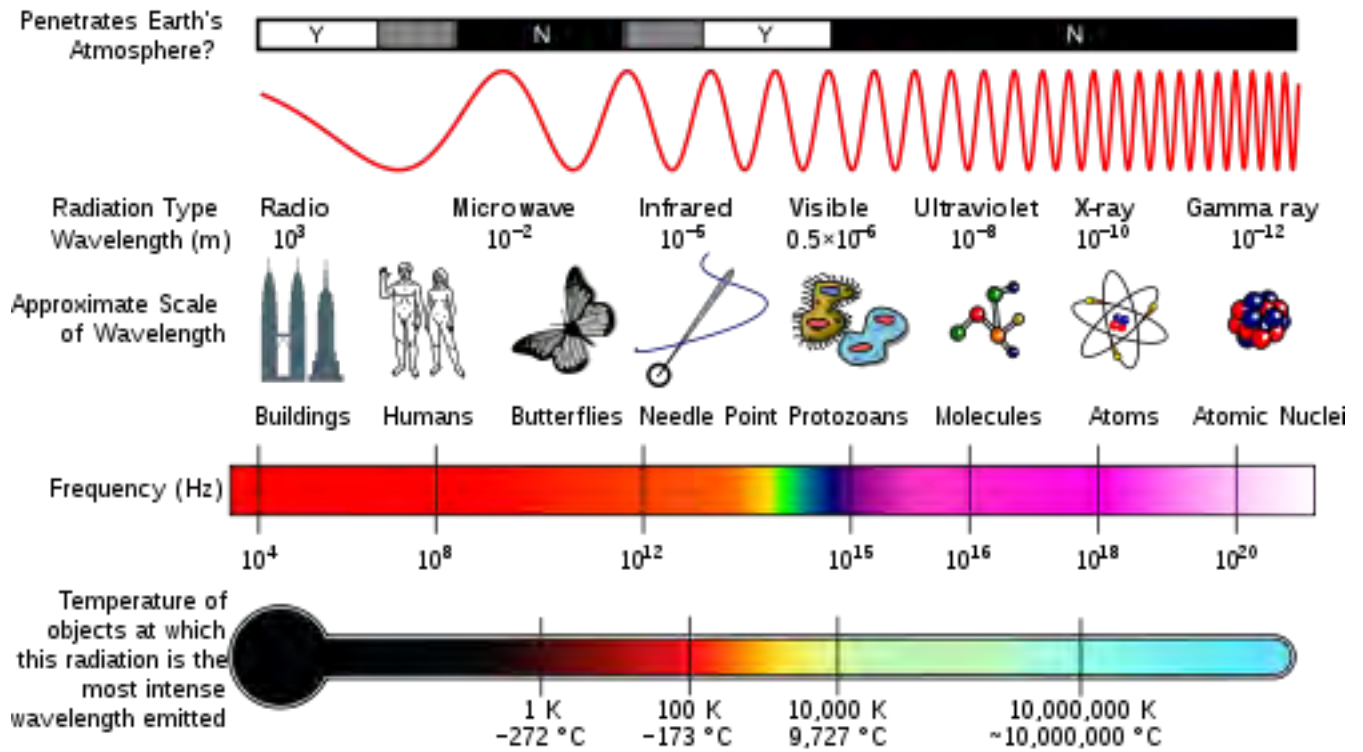 Penetrates Earth's
Atmosphere?
Y N Y N
Radiation Type Radio Microwave Infrared Visible Ultraviolet X-ray Gamma ray
Wavelength (m) 10³ 10⁻² 10⁻⁵ 0.5×10⁻⁶ 10⁻⁸ 10⁻¹⁰ 10⁻¹²
Approximate Scale
of Wavelength
Buildings Humans Butterflies Needle Point Protozoans Molecules Atoms Atomic Nuclei
Frequency (Hz)
10⁴ 10⁸ 10¹² 10¹⁵ 10¹⁶ 10¹⁸ 10²⁰
Temperature of
objects at which
this radiation is the
most intense
wavelength emitted
1 K 100 K 10,000 K 10,000,000 K
−272 °C −173 °C 9,727 °C ~10,000,000 °C